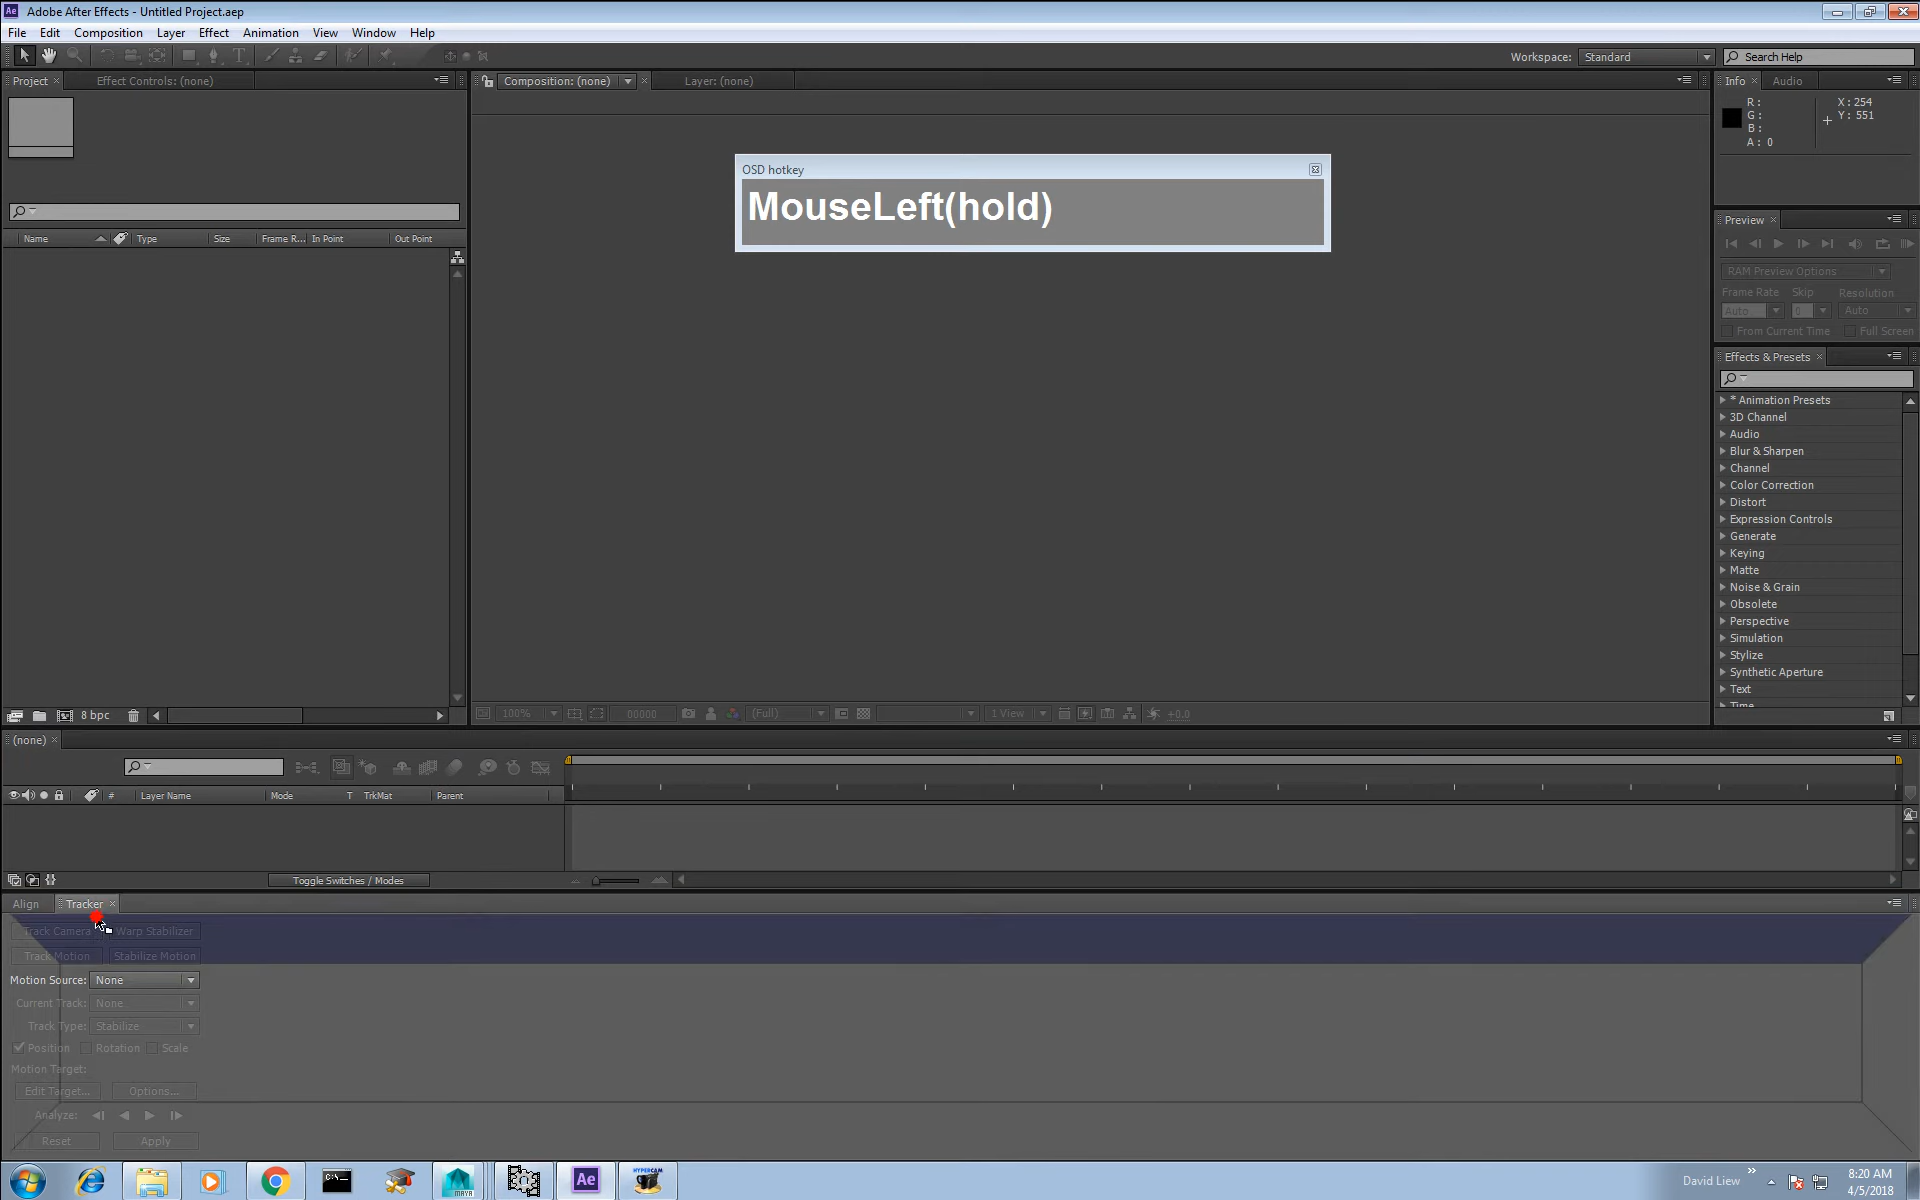 Adobe After Effects - Untitled Project.aep
File Edit Composition Layer Effect Animation View Window Help
Workspace: Standard Search Help
Project Effect Controls: (none) Composition: (none) Layer: (none) Info Audio
R: X: 254
G: Y: 551
B:
A: 0
OSD hotkey
MouseLeft(hold)
Preview
RAM Preview Options
Frame Rate Skip Resolution
Auto 0 Auto
From Current Time Full Screen
Name Type Size Frame R... In Point Out Point
Effects & Presets
* Animation Presets
3D Channel
Audio
Blur & Sharpen
Channel
Color Correction
Distort
Expression Controls
Generate
Keying
Matte
Noise & Grain
Obsolete
Perspective
Simulation
Stylize
Synthetic Aperture
Text
Time
8 bpc 100% 00000 (Full) 1 View +0.0
(none)
# Layer Name Mode T TrkMat Parent
Toggle Switches / Modes
Align Tracker
Track Camera Warp Stabilizer
Track Motion Stabilize Motion
Motion Source: None
Current Track: None
Track Type: Stabilize
Position Rotation Scale
Motion Target:
Edit Target... Options...
Analyze:
Reset Apply
C:\. MAYA Ae HYPERCAM David Liew 8:20 AM
4/5/2018